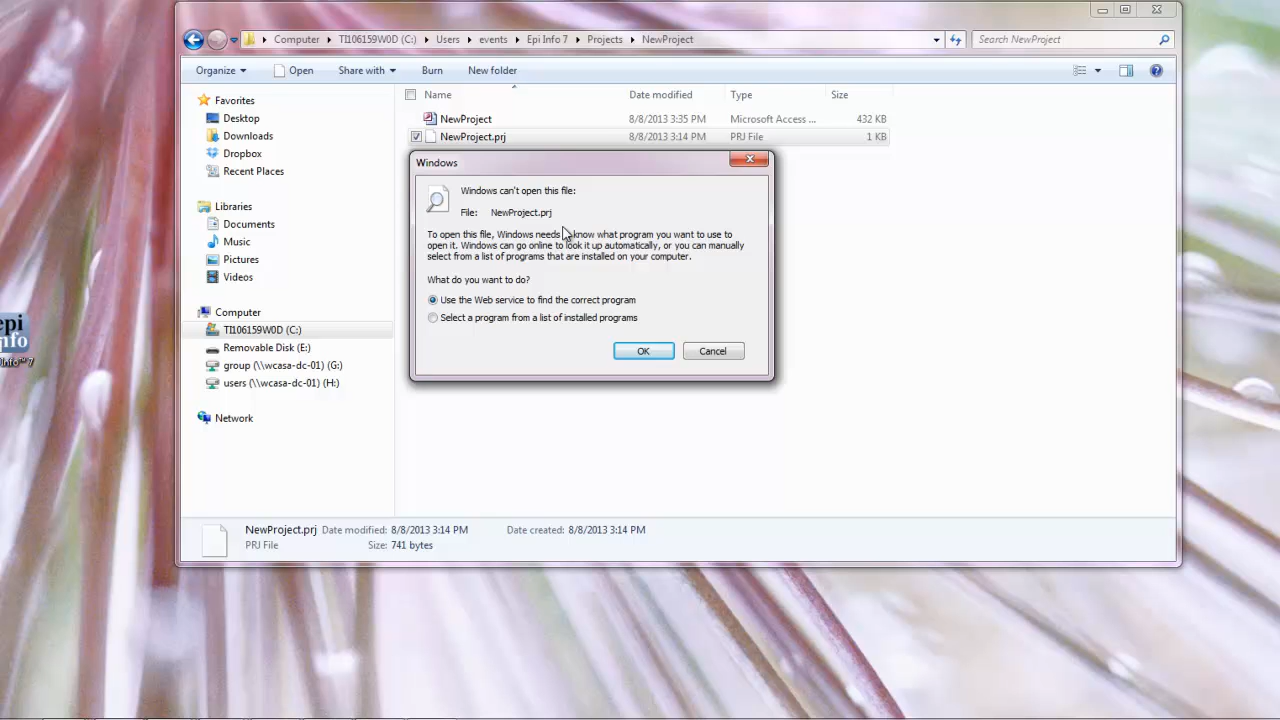 Computer TI106159W0D (C:) Users events Epi Info 7 Projects NewProject Search NewProject
Organize Open Share with Burn New folder
Favorites
Desktop
Downloads
Dropbox
Recent Places
Libraries
Documents
Music
Pictures
Videos
Computer
TI106159W0D (C:)
Removable Disk (E:)
group (\\wcasa-dc-01) (G:)
users (\\wcasa-dc-01) (H:)
Network
Name Date modified Type Size
NewProject 8/8/2013 3:35 PM Microsoft Access ... 432 KB
NewProject.prj 8/8/2013 3:14 PM PRJ File 1 KB
Windows
Windows can't open this file:
File: NewProject.prj
To open this file, Windows needs to know what program you want to use to
open it. Windows can go online to look it up automatically, or you can manually
select from a list of programs that are installed on your computer.
What do you want to do?
Use the Web service to find the correct program
Select a program from a list of installed programs
OK Cancel
NewProject.prj Date modified: 8/8/2013 3:14 PM Date created: 8/8/2013 3:14 PM
PRJ File Size: 741 bytes
epi
info
Info™ 7